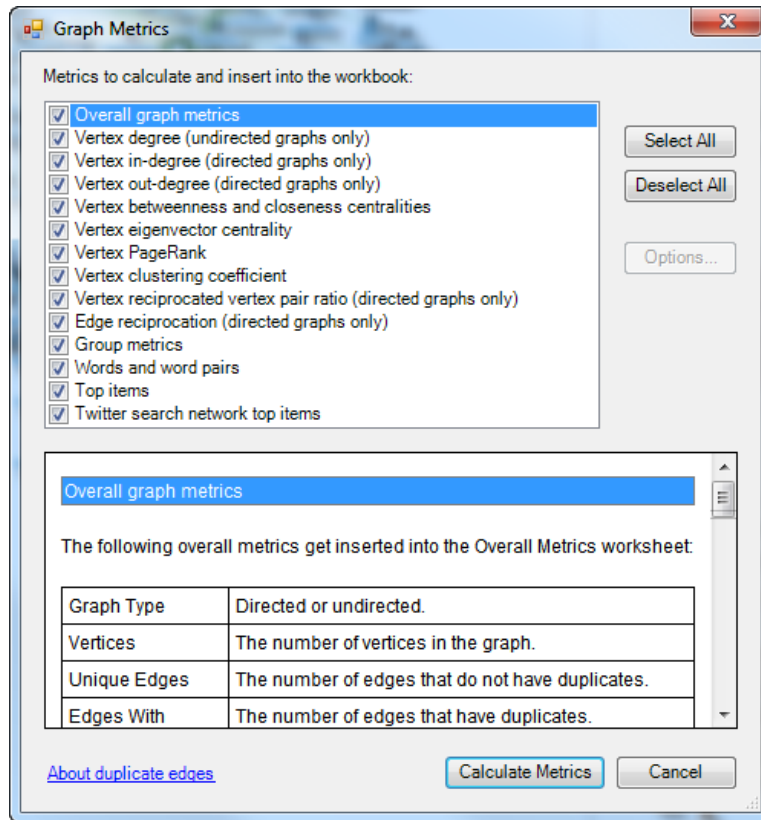 Graph Metrics
Metrics to calculate and insert into the workbook:
Overall graph metrics
Vertex degree (undirected graphs only)
Vertex in-degree (directed graphs only)
Vertex out-degree (directed graphs only)
Vertex betweenness and closeness centralities
Vertex eigenvector centrality
Vertex PageRank
Vertex clustering coefficient
Vertex reciprocated vertex pair ratio (directed graphs only)
Edge reciprocation (directed graphs only)
Group metrics
Words and word pairs
Top items
Twitter search network top items
Select All
Deselect All
Options...
Overall graph metrics
The following overall metrics get inserted into the Overall Metrics worksheet:
Graph Type Directed or undirected.
Vertices The number of vertices in the graph.
Unique Edges The number of edges that do not have duplicates.
Edges With The number of edges that have duplicates.
About duplicate edges
Calculate Metrics
Cancel